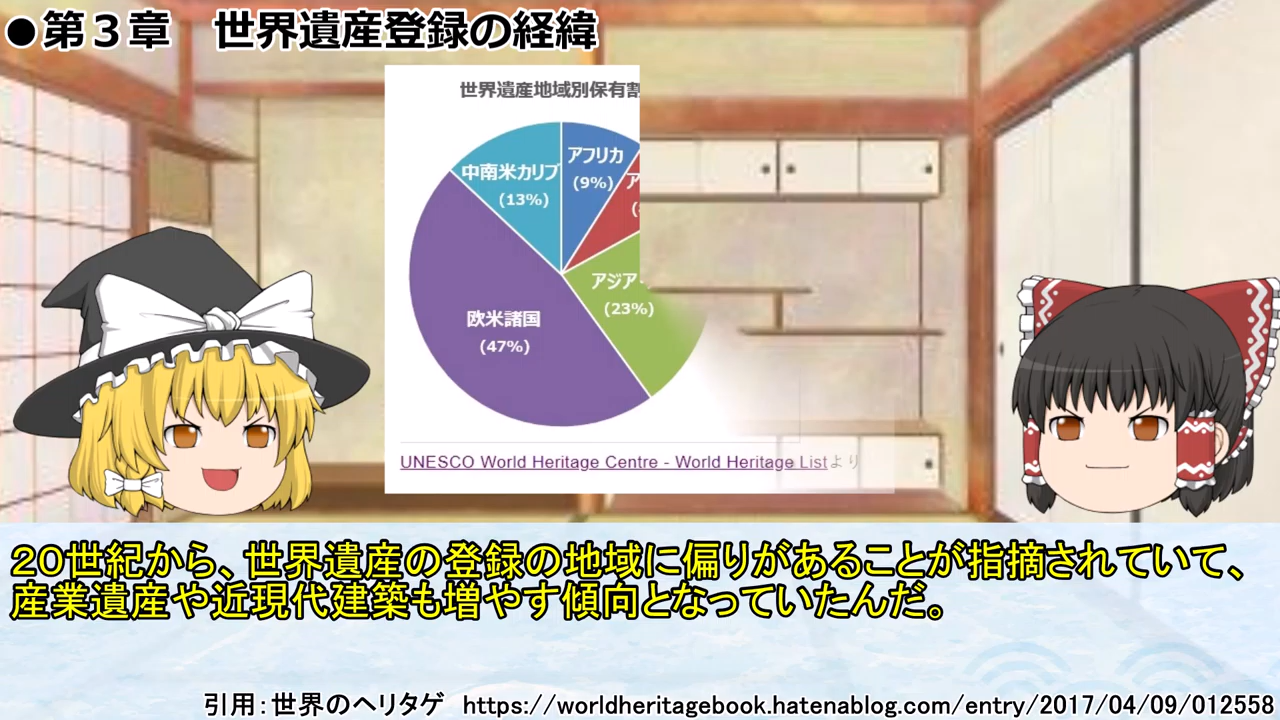 ●第３章　世界遺産登録の経緯
世界遺産地域別保有割
アフリカ
(9%)
中南米カリブ
(13%)
アジア・
(23%)
欧米諸国
(47%)
UNESCO World Heritage Centre - World Heritage Listより
２０世紀から、世界遺産の登録の地域に偏りがあることが指摘されていて、
産業遺産や近現代建築も増やす傾向となっていたんだ。
引用：世界のヘリタゲ　https://worldheritagebook.hatenablog.com/entry/2017/04/09/012558